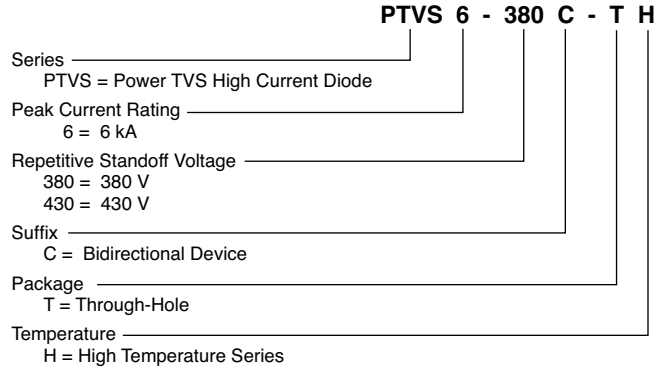 PTVS 6 - 380 C - T H
Series
PTVS = Power TVS High Current Diode
Peak Current Rating
6 = 6 kA
Repetitive Standoff Voltage
380 = 380 V
430 = 430 V
Suffix
C = Bidirectional Device
Package
T = Through-Hole
Temperature
H = High Temperature Series